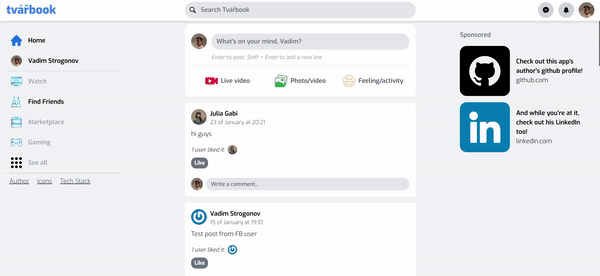 tvářbook
Search Tvářbook
Home
Vadim Strogonov
Watch
Find Friends
Marketplace
Gaming
See all
Author Icons Tech Stack
What's on your mind, Vadim?
Enter to post. Shift + Enter to add a new line
Live video
Photo/video
Feeling/activity
Julia Gabi
23 of January at 20:21
hi guys
1 user liked it:
Like
Write a comment...
Vadim Strogonov
15 of January at 19:10
Test post from FB user
1 user liked it:
Like
Sponsored
Check out this app's
author's github profile!
github.com
in
And while you're at it,
check out his LinkedIn
too!
linkedin.com